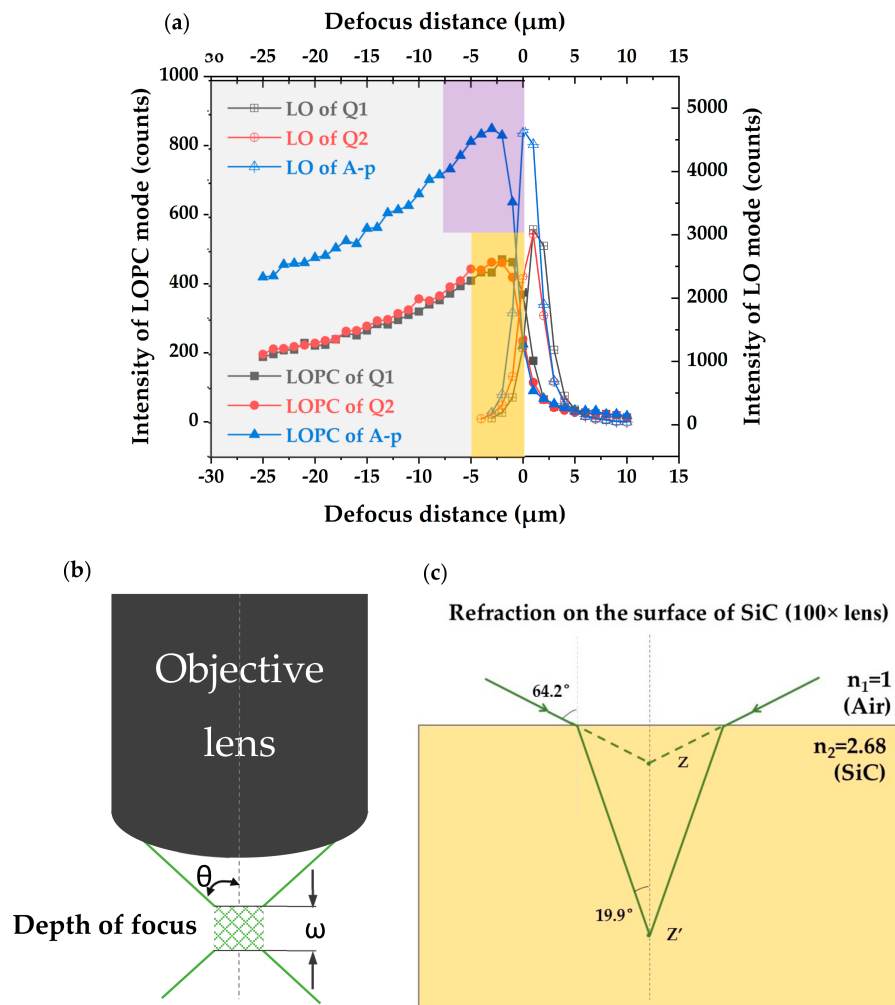 Defocus distance (µm)
(a)
-25 -20 -15 -10 -5 0 5 10
1000
800
600
400
200
0
Intensity of LOPC mode (counts)
LO of Q1
LO of Q2
LO of A-p
LOPC of Q1
LOPC of Q2
LOPC of A-p
5000
4000
3000
2000
1000
0
Intensity of LO mode (counts)
-30 -25 -20 -15 -10 -5 0 5 10 15
Defocus distance (µm)
(b)
Objective
lens
θ
Depth of focus
ω
(c)
Refraction on the surface of SiC (100× lens)
64.2°
n₁=1
(Air)
n₂=2.68
(SiC)
Z
19.9°
Z'